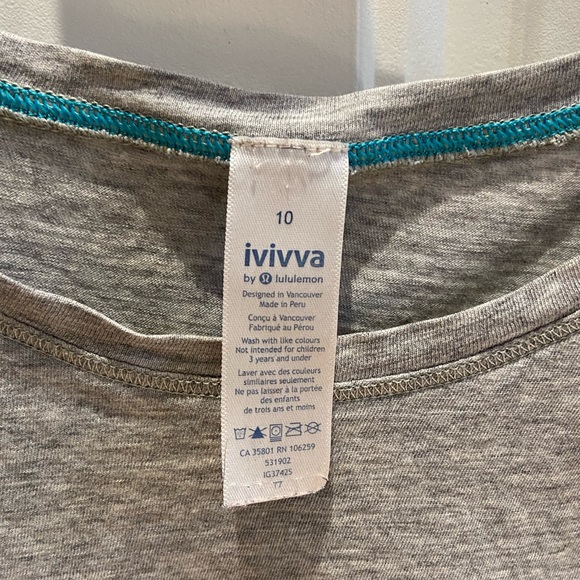 10
ivivva
by lululemon
Designed in Vancouver
Made in Peru
Conçu à Vancouver
Fabriqué au Pérou
Wash with like colours
Not intended for children
3 years and under
Laver avec des couleurs
similaires seulement
Ne pas laisser à la portée
des enfants
de trois ans et moins
CA 35801 RN 106259
531902
IG37425
T7